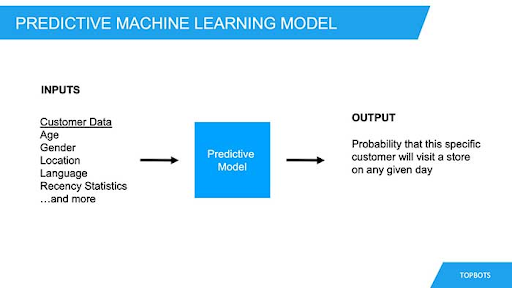 PREDICTIVE MACHINE LEARNING MODEL
INPUTS
Customer Data
Age
Gender
Location
Language
Recency Statistics
...and more
Predictive
Model
OUTPUT
Probability that this specific
customer will visit a store
on any given day
TOPBOTS